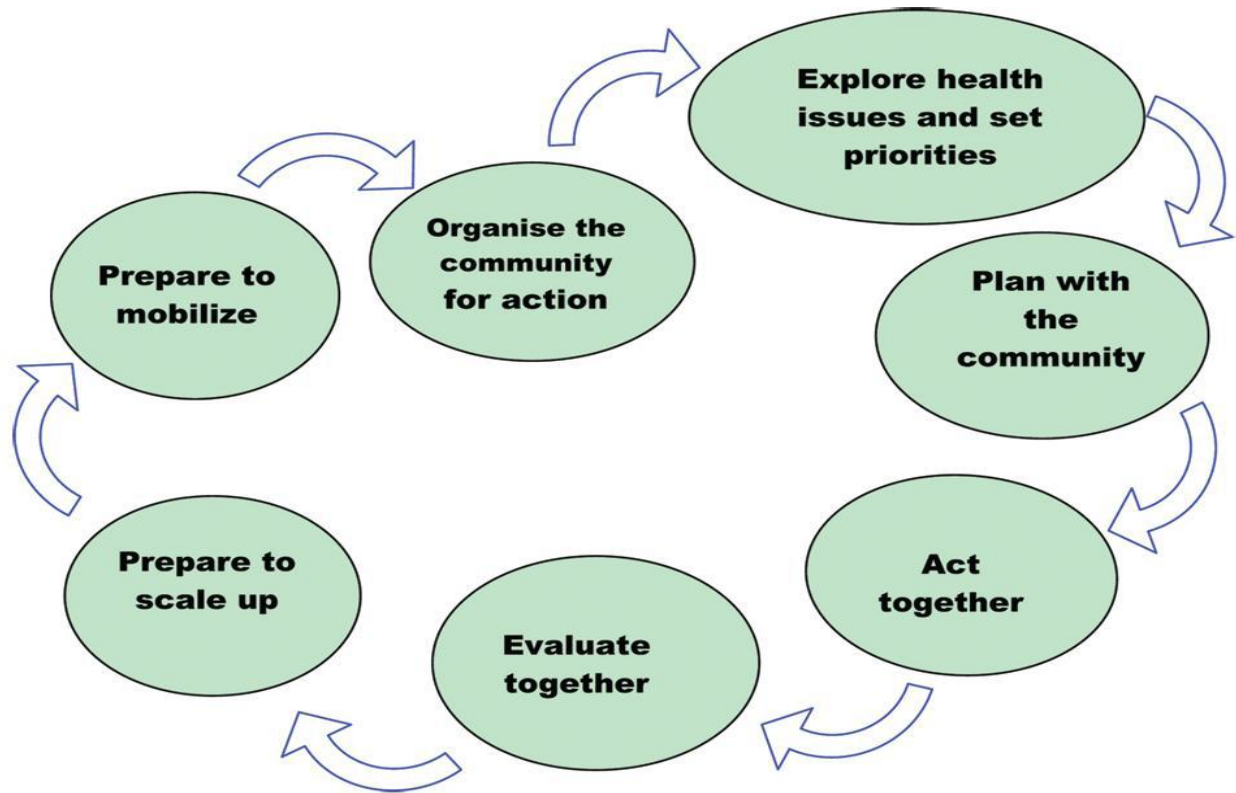 Prepare to
mobilize
Organise the
community
for action
Explore health
issues and set
priorities
Plan with
the
community
Act
together
Evaluate
together
Prepare to
scale up